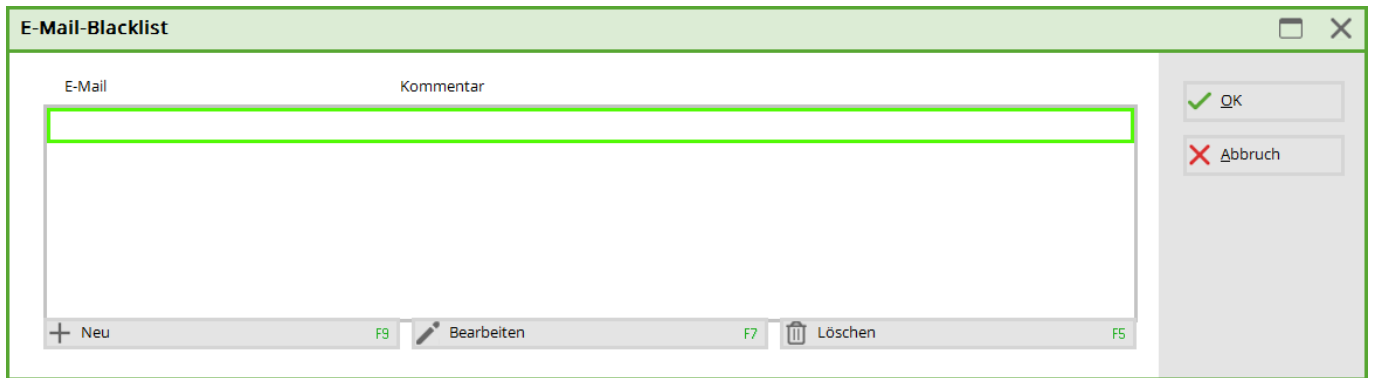 E-Mail-Blacklist
E-Mail Kommentar
OK
Abbruch
Neu F9 Bearbeiten F7 Löschen F5